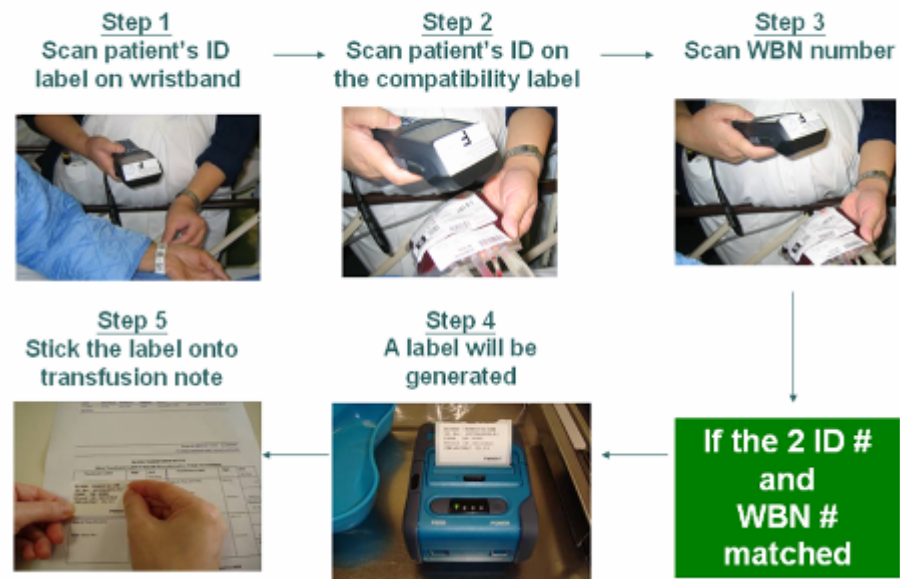 Step 1
Scan patient's ID
label on wristband
Step 2
Scan patient's ID on
the compatibility label
Step 3
Scan WBN number
F
F
F
Step 5
Stick the label onto
transfusion note
Step 4
A label will be
generated
If the 2 ID #
and
WBN #
matched